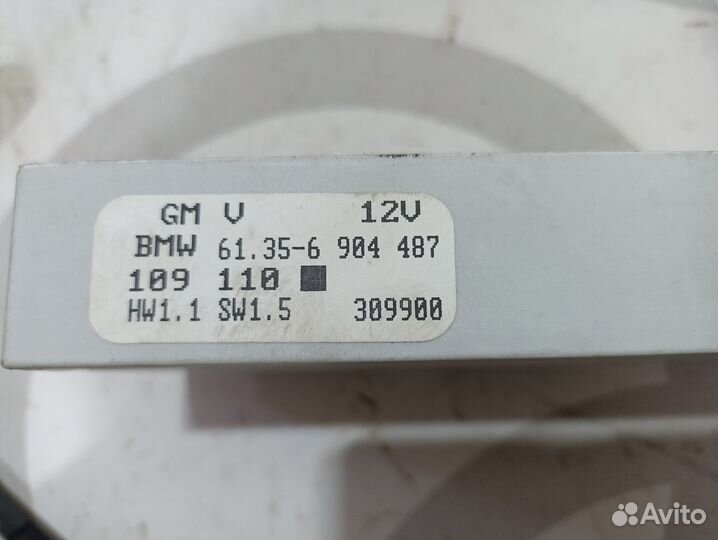 GM V 12V
BMW 61.35-6 904 487
109 110
HW1.1 SW1.5 309900
Avito